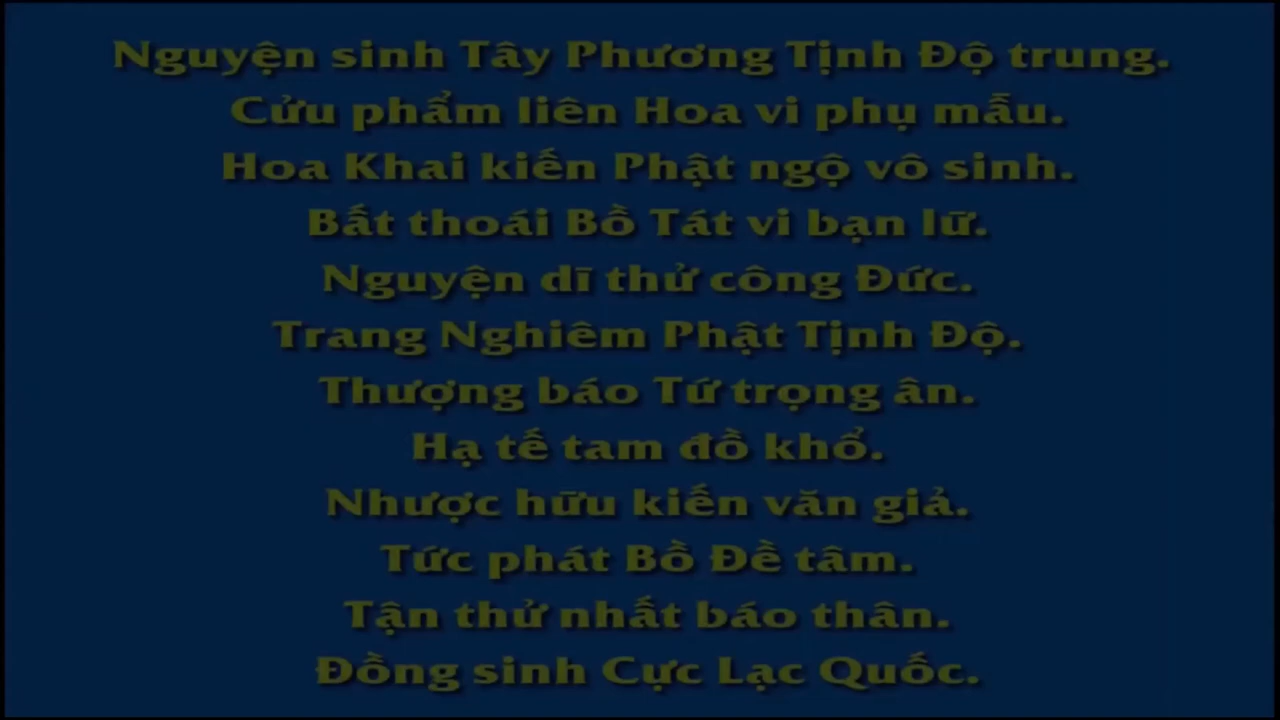 Nguyện sinh Tây Phương Tịnh Độ trung.
Cửu phẩm liên Hoa vi phụ mẫu.
Hoa Khai kiến Phật ngộ vô sinh.
Bất thoái Bồ Tát vi bạn lữ.
Nguyện dĩ thử công Đức.
Trang Nghiêm Phật Tịnh Độ.
Thượng báo Tứ trọng ân.
Hạ tế tam đồ khổ.
Nhược hữu kiến văn giả.
Tức phát Bồ Đề tâm.
Tận thử nhất báo thân.
Đồng sinh Cực Lạc Quốc.